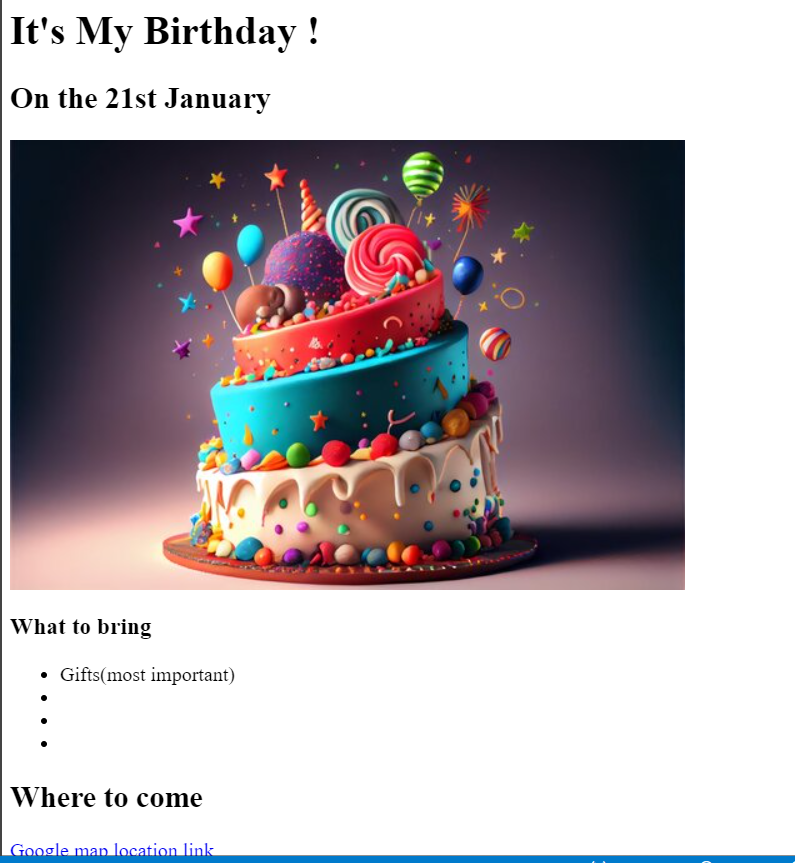 It's My Birthday !
On the 21st January
What to bring
Gifts(most important)
Where to come
Google map location link